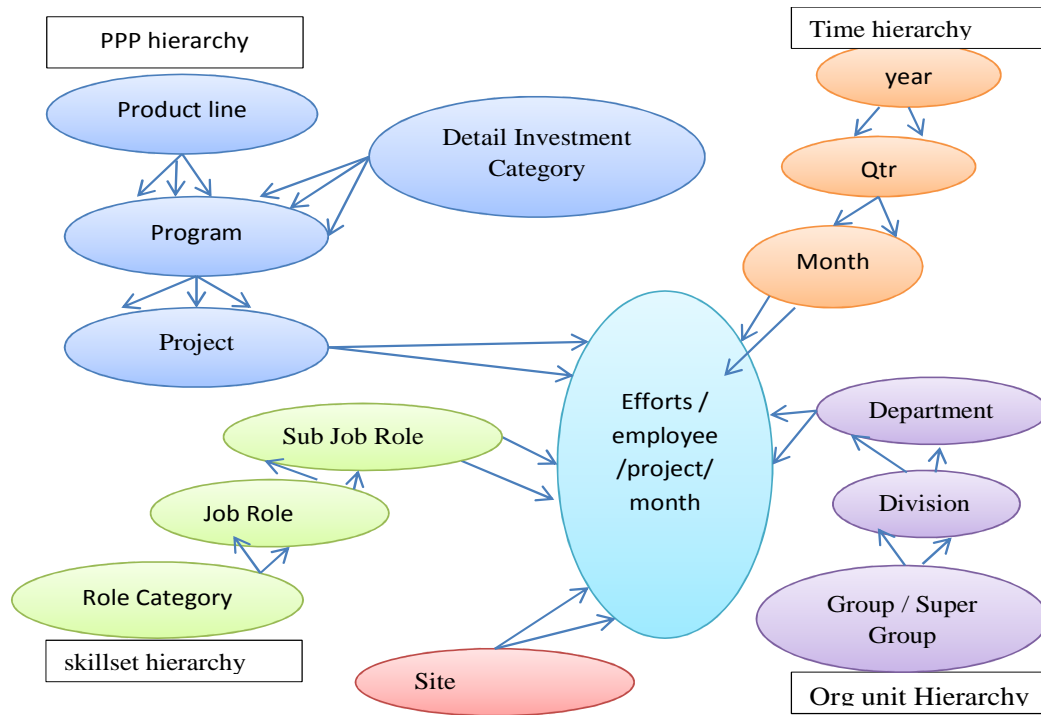 PPP hierarchy
Time hierarchy
Product line
year
Detail Investment
Category
Qtr
Program
Month
Project
Efforts /
employee
/project/
month
Department
Sub Job Role
Division
Job Role
Role Category
Group / Super
Group
skillset hierarchy
Site
Org unit Hierarchy